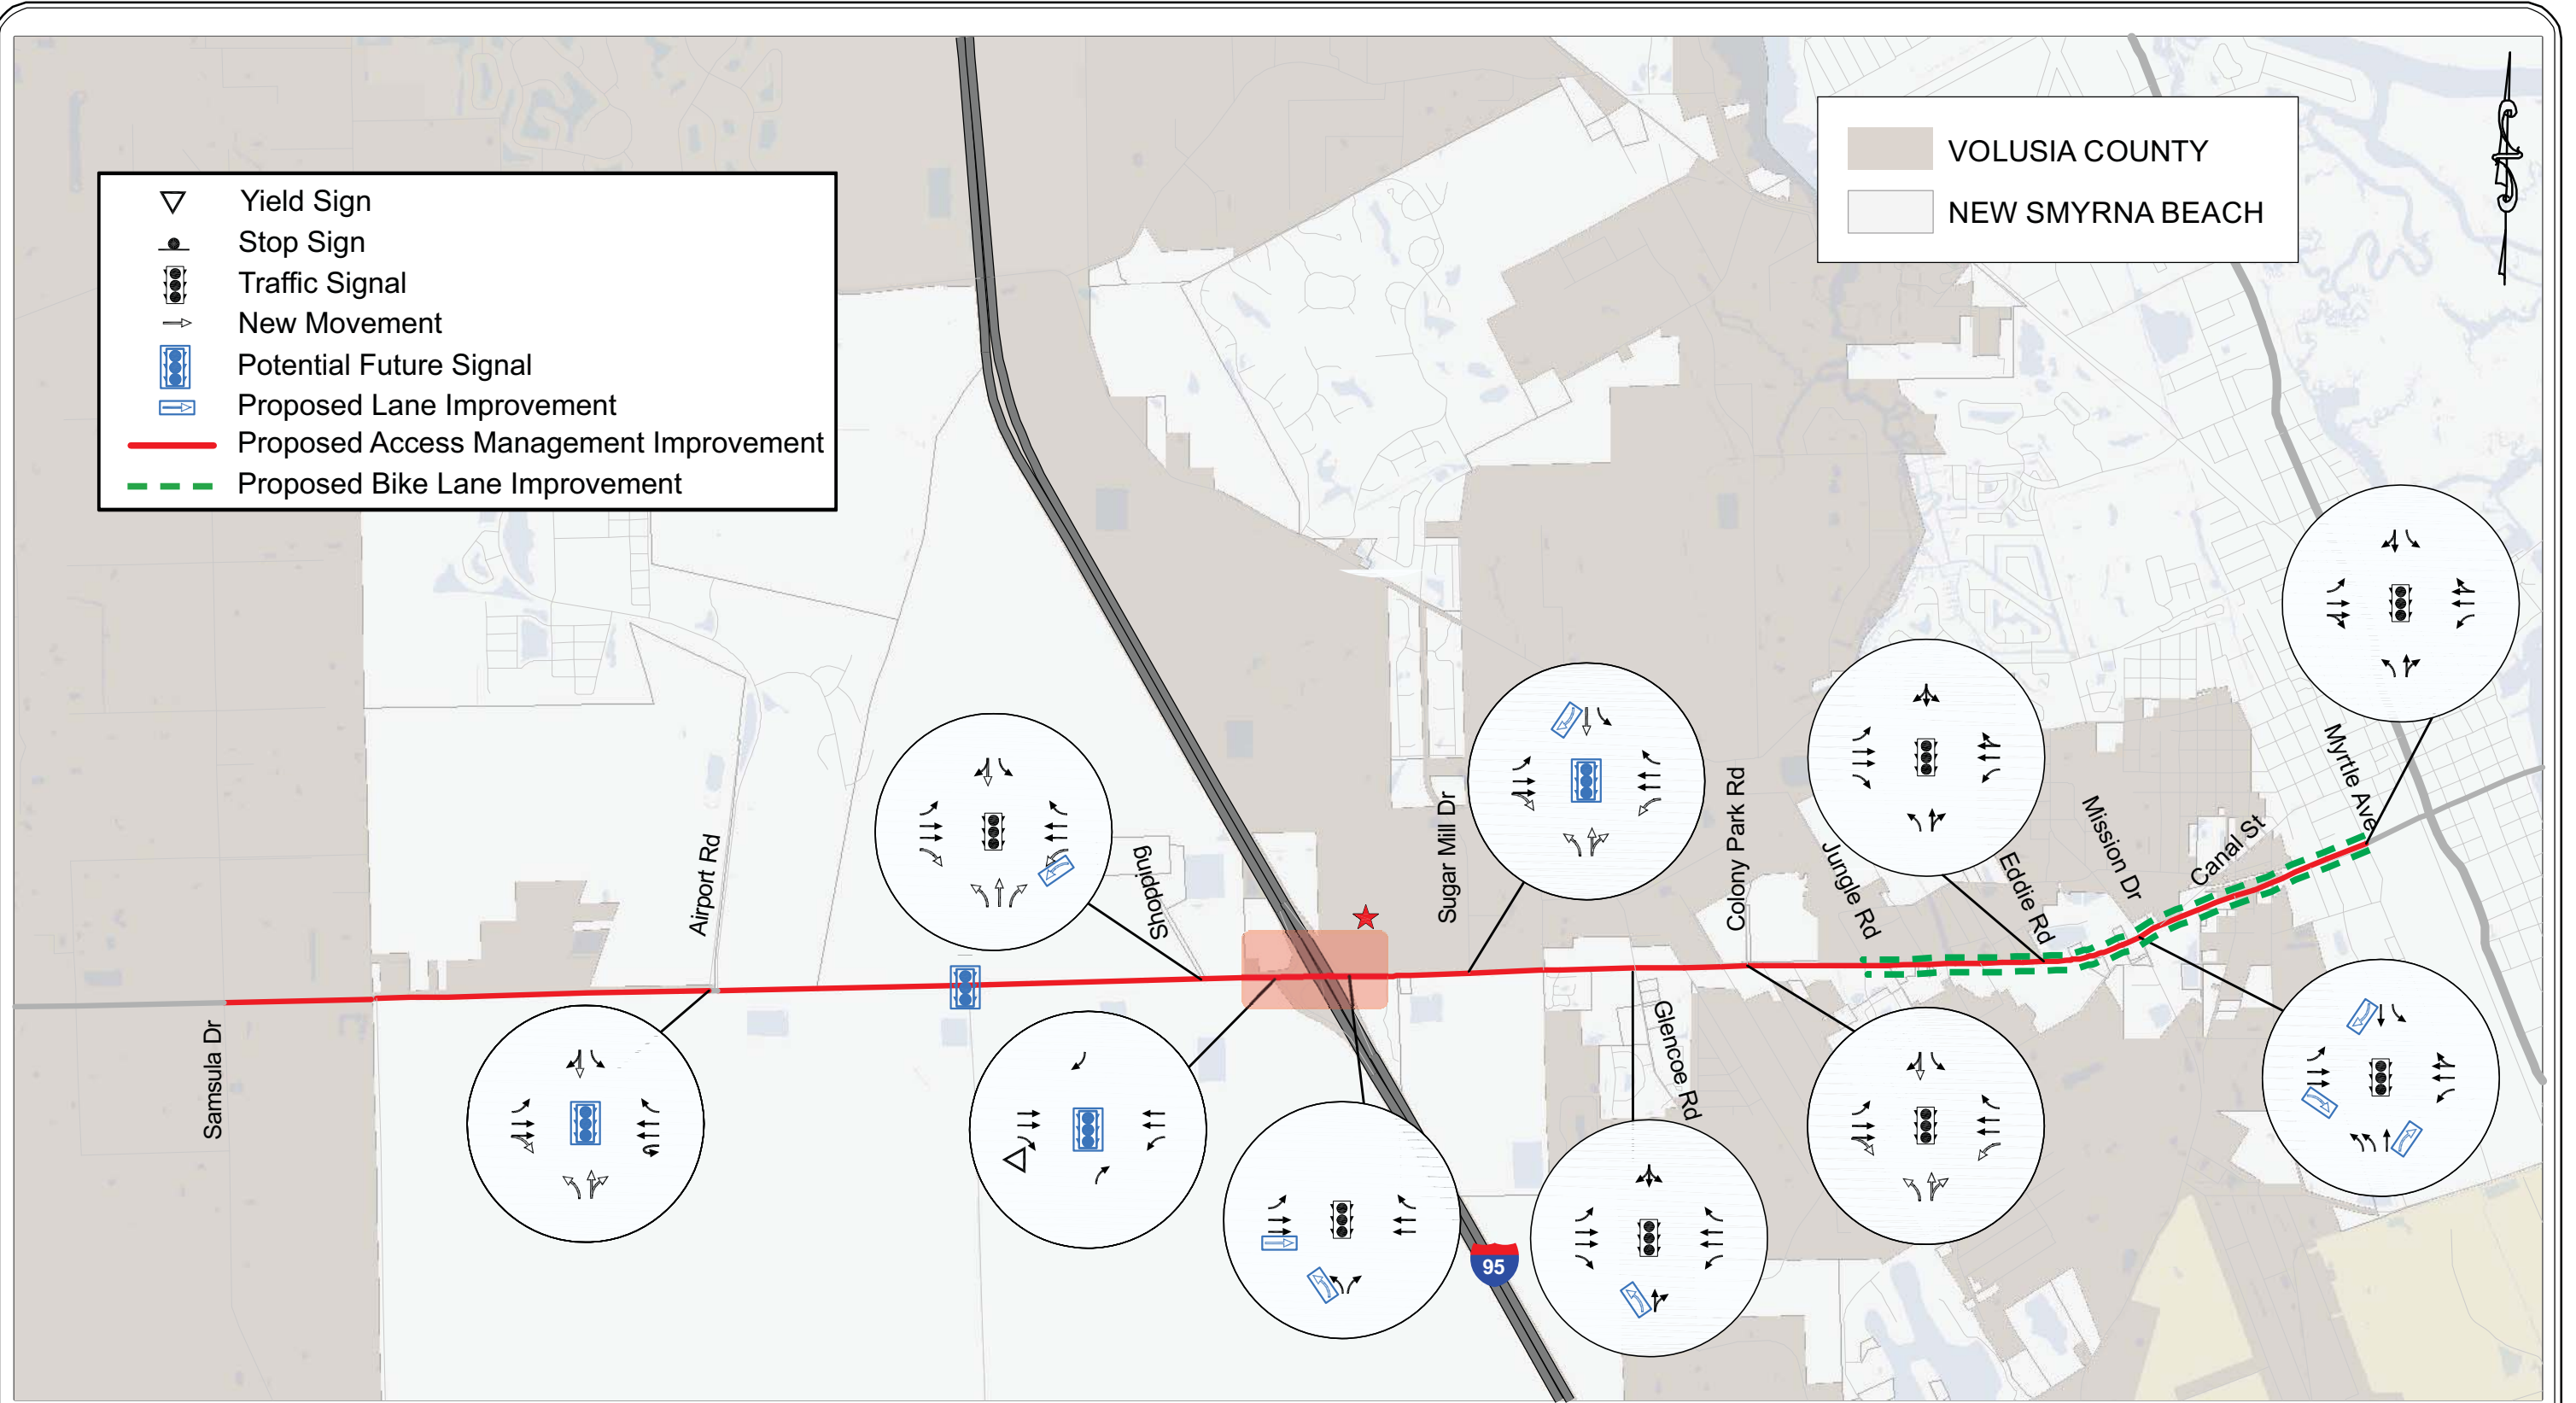 Yield Sign
Stop Sign
Traffic Signal
New Movement
Potential Future Signal
Proposed Lane Improvement
Proposed Access Management Improvement
Proposed Bike Lane Improvement
VOLUSIA COUNTY
NEW SMYRNA BEACH
Samsula Dr
Airport Rd
Shopping
Sugar Mill Dr
Glencoe Rd
Colony Park Rd
Jungle Rd
Eddie Rd
Mission Dr
Canal St
Myrtle Ave
95